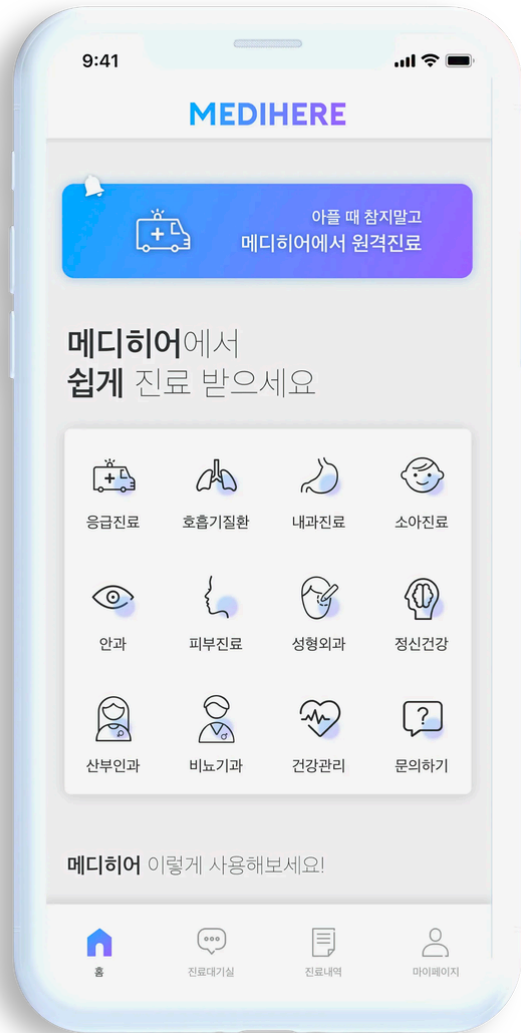 9:41
MEDIHERE
아플 때 참지말고
메디히어에서 원격진료
메디히어에서
쉽게 진료 받으세요
응급진료 호흡기질환 내과진료 소아진료
안과 피부진료 성형외과 정신건강
?
산부인과 비뇨기과 건강관리 문의하기
메디히어 이렇게 사용해보세요!
홈 진료대기실 진료내역 마이페이지